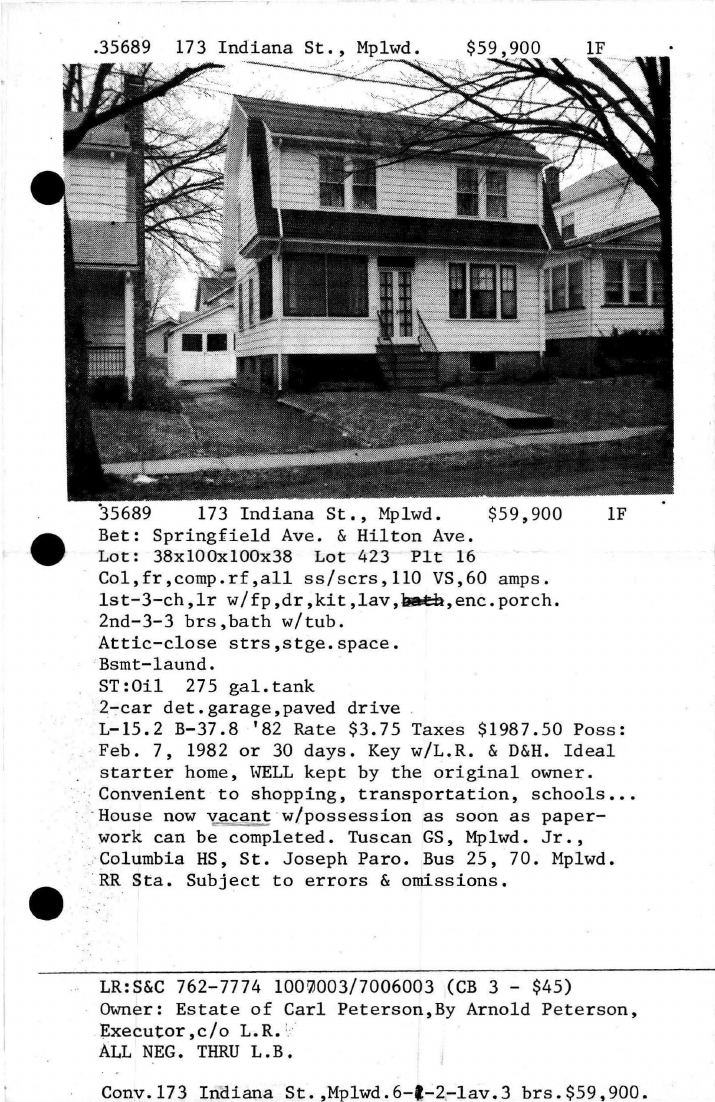 .35689 173 Indiana St., Mplwd. $59,900 1F
35689 173 Indiana St., Mplwd. $59,900 1F
Bet: Springfield Ave. & Hilton Ave.
Lot: 38x100x100x38 Lot 423 Plt 16
Col,fr,comp.rf,all ss/scrs,110 VS,60 amps.
1st-3-ch,lr w/fp,dr,kit,lav,bath,enc.porch.
2nd-3-3 brs,bath w/tub.
Attic-close strs,stge.space.
Bsmt-laund.
ST:Oil 275 gal.tank
2-car det.garage,paved drive
L-15.2 B-37.8 '82 Rate $3.75 Taxes $1987.50 Poss:
Feb. 7, 1982 or 30 days. Key w/L.R. & D&H. Ideal
starter home, WELL kept by the original owner.
Convenient to shopping, transportation, schools...
House now vacant w/possession as soon as paper-
work can be completed. Tuscan GS, Mplwd. Jr.,
Columbia HS, St. Joseph Paro. Bus 25, 70. Mplwd.
RR Sta. Subject to errors & omissions.
LR:S&C 762-7774 1007003/7006003 (CB 3 - $45)
Owner: Estate of Carl Peterson,By Arnold Peterson,
Executor,c/o L.R.
ALL NEG. THRU L.B.
Conv.173 Indiana St.,Mplwd.6-1-2-lav.3 brs.$59,900.